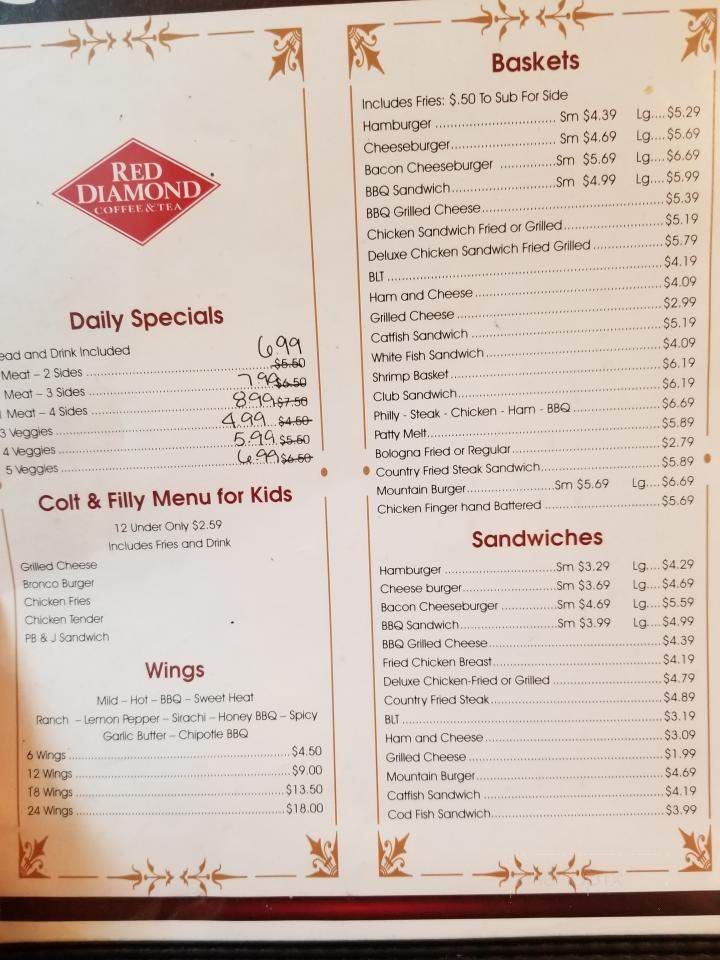 RED
DIAMOND
COFFEE & TEA
Daily Specials
ead and Drink Included
Meat – 2 Sides 6.99 $5.50
Meat – 3 Sides 7.99 $6.50
Meat – 4 Sides 8.99 $7.50
3 Veggies 4.99 $4.50
4 Veggies 5.99 $5.50
5 Veggies 6.99 $6.50
Colt & Filly Menu for Kids
12 Under Only $2.59
Includes Fries and Drink
Grilled Cheese
Bronco Burger
Chicken Fries
Chicken Tender
PB & J Sandwich
Wings
Mild – Hot – BBQ – Sweet Heat
Ranch – Lemon Pepper – Sirachi – Honey BBQ – Spicy
Garlic Butter – Chipotle BBQ
6 Wings $4.50
12 Wings $9.00
18 Wings $13.50
24 Wings $18.00
Baskets
Includes Fries: $.50 To Sub For Side
Hamburger Sm $4.39 Lg.... $5.29
Cheeseburger Sm $4.69 Lg.... $5.69
Bacon Cheeseburger Sm $5.69 Lg.... $6.69
BBQ Sandwich Sm $4.99 Lg.... $5.99
BBQ Grilled Cheese $5.39
Chicken Sandwich Fried or Grilled $5.19
Deluxe Chicken Sandwich Fried Grilled $5.79
BLT $4.19
Ham and Cheese $4.09
Grilled Cheese $2.99
Catfish Sandwich $5.19
White Fish Sandwich $4.09
Shrimp Basket $6.19
Club Sandwich $6.19
Philly - Steak - Chicken - Ham - BBQ $6.69
Patty Melt $5.89
Bologna Fried or Regular $2.79
Country Fried Steak Sandwich $5.89
Mountain Burger Sm $5.69 Lg.... $6.69
Chicken Finger hand Battered $5.69
Sandwiches
Hamburger Sm $3.29 Lg.... $4.29
Cheese burger Sm $3.69 Lg.... $4.69
Bacon Cheeseburger Sm $4.69 Lg.... $5.59
BBQ Sandwich Sm $3.99 Lg.... $4.99
BBQ Grilled Cheese $4.39
Fried Chicken Breast $4.19
Deluxe Chicken-Fried or Grilled $4.79
Country Fried Steak $4.89
BLT $3.19
Ham and Cheese $3.09
Grilled Cheese $1.99
Mountain Burger $4.69
Catfish Sandwich $4.19
Cod Fish Sandwich $3.99